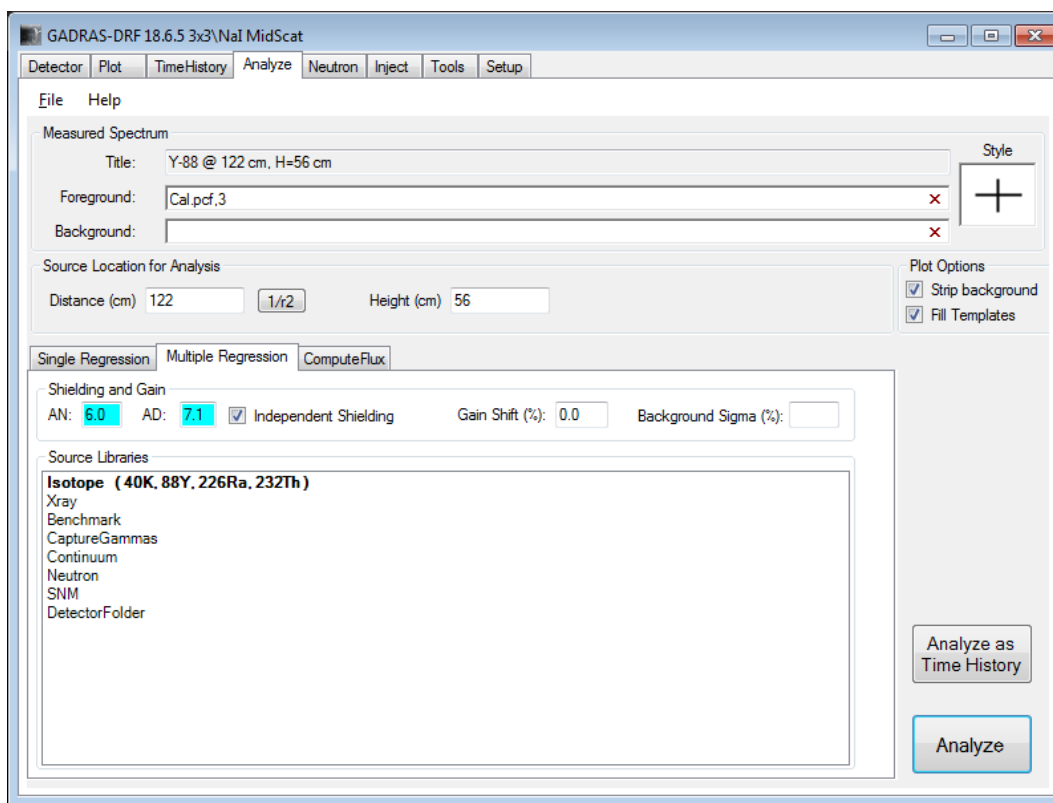 GADRAS-DRF 18.6.5 3x3\NaI MidScat
Detector Plot TimeHistory Analyze Neutron Inject Tools Setup
File Help
Measured Spectrum
Title: Y-88 @ 122 cm, H=56 cm
Style
Foreground: Cal.pcf,3
Background:
Source Location for Analysis
Distance (cm) 122 1/r2 Height (cm) 56
Plot Options
Strip background
Fill Templates
Single Regression Multiple Regression ComputeFlux
Shielding and Gain
AN: 6.0 AD: 7.1 Independent Shielding Gain Shift (%): 0.0 Background Sigma (%):
Source Libraries
Isotope (40K, 88Y, 226Ra, 232Th)
Xray
Benchmark
CaptureGammas
Continuum
Neutron
SNM
DetectorFolder
Analyze as
Time History
Analyze